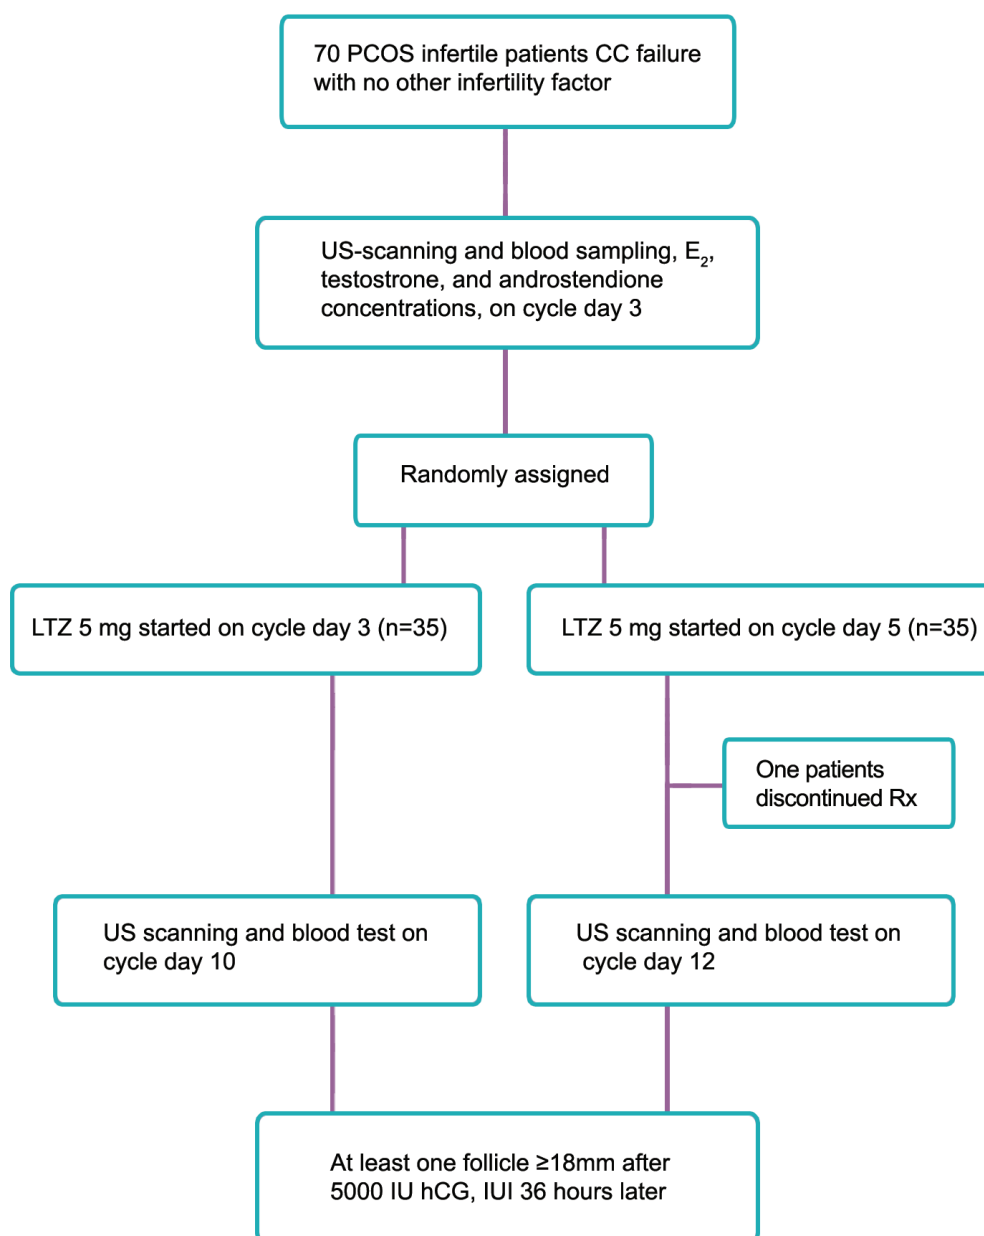 70 PCOS infertile patients CC failure
with no other infertility factor
US-scanning and blood sampling, E₂,
testostrone, and androstendione
concentrations, on cycle day 3
Randomly assigned
LTZ 5 mg started on cycle day 3 (n=35)
LTZ 5 mg started on cycle day 5 (n=35)
One patients
discontinued Rx
US scanning and blood test on
cycle day 10
US scanning and blood test on
cycle day 12
At least one follicle ≥18mm after
5000 IU hCG, IUI 36 hours later